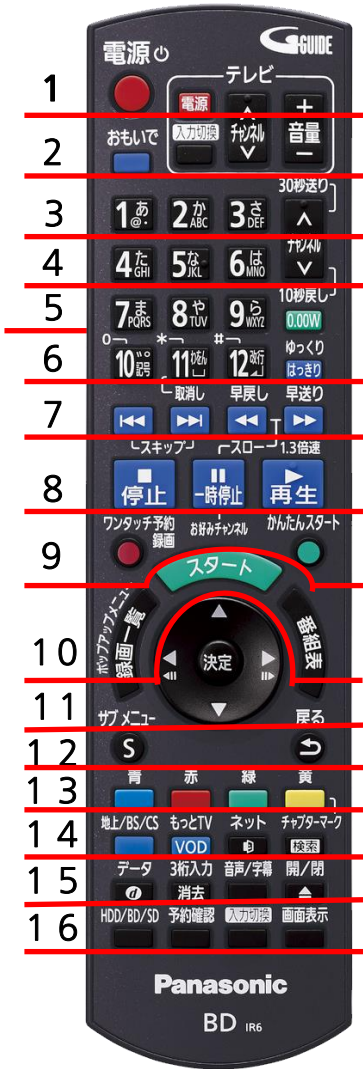 電源 G-GUIDE
テレビ
1
電源 チャンネル + 音量 −
おもいで 入力切換
2
30秒送り
3 1 あ @. 2 か ABC 3 さ DEF
チャンネル
4 4 た GHI 5 な JKL 6 は MNO
10秒戻し
5 7 ま PQRS 8 や TUV 9 ら WXYZ 0.00W
0 * # ゆっくり
6 10 記号 11 わをん 12 改行 はっきり
取消し 早戻し 早送り
7
スキップ スロー 1.3倍速
8 停止 一時停止 再生
ワンタッチ予約録画 お好みチャンネル かんたんスタート
9
スタート
ポップアップメニュー
10 録画一覧 決定 番組表
11
サブ メニュー 戻る
12 S
青 赤 緑 黄
13
地上/BS/CS もっとTV ネット チャプターマーク
14 VOD 検索
データ 3桁入力 音声/字幕 開/閉
15 d 消去
HDD/BD/SD 予約確認 入力切換 画面表示
16
Panasonic
BD IR6